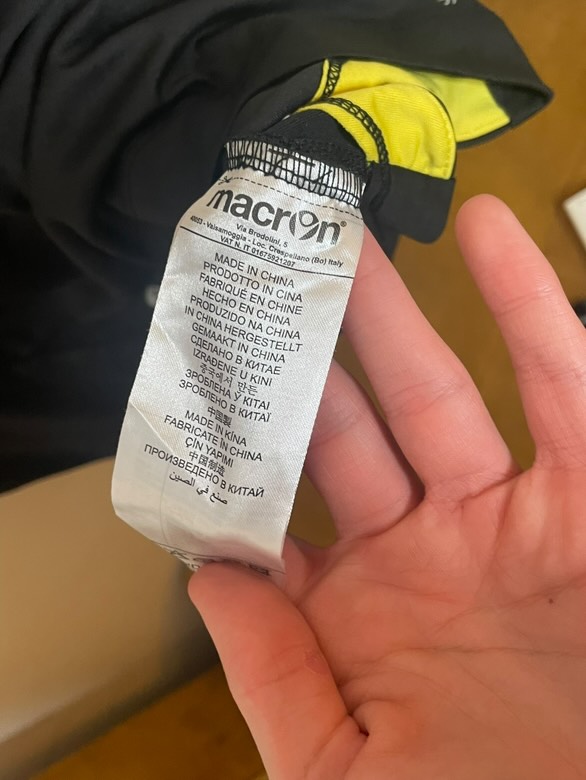 macron®
Via Brodolini, 5
40053 - Valsamoggia - Loc. Crespellano (Bo) Italy
VAT N. IT 01675921207
MADE IN CHINA
PRODOTTO IN CINA
FABRIQUÉ EN CHINE
HECHO EN CHINA
PRODUZIDO NA CHINA
IN CHINA HERGESTELLT
GEMAAKT IN CHINA
СДЕЛАНО В КИТАЕ
IZRAĐENE U KINI
중국에서 만든
ЗРОБЛЕНА У KITAI
ЗРОБЛЕНО В КИТАЇ
中国製
MADE IN KINA
FABRICATE IN CHINA
ÇİN YAPIMI
中国制造
ПРОИЗВЕДЕНО В КИТАЙ
صنع في الصين